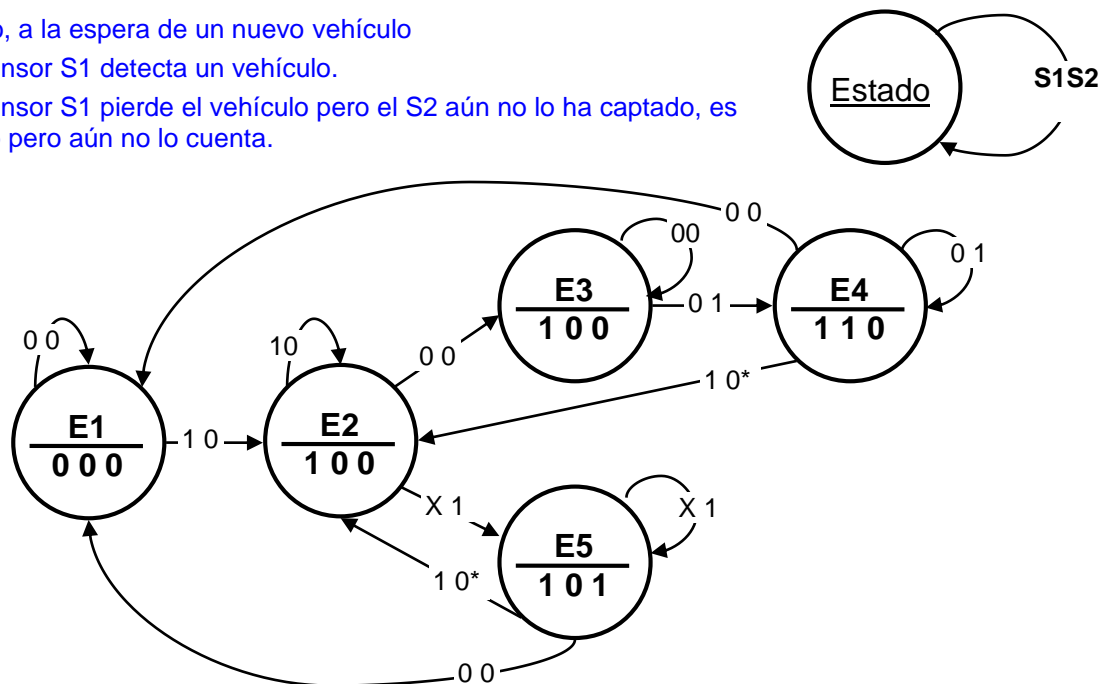 o, a la espera de un nuevo vehículo
nsor S1 detecta un vehículo.
nsor S1 pierde el vehículo pero el S2 aún no lo ha captado, es
pero aún no lo cuenta.
Estado
S1S2
0 0
00
0 1
E3
1 0 0
0 1
E4
1 1 0
0 0
10
0 0
1 0*
E1
0 0 0
1 0
E2
1 0 0
X 1
X 1
E5
1 0 1
1 0*
0 0